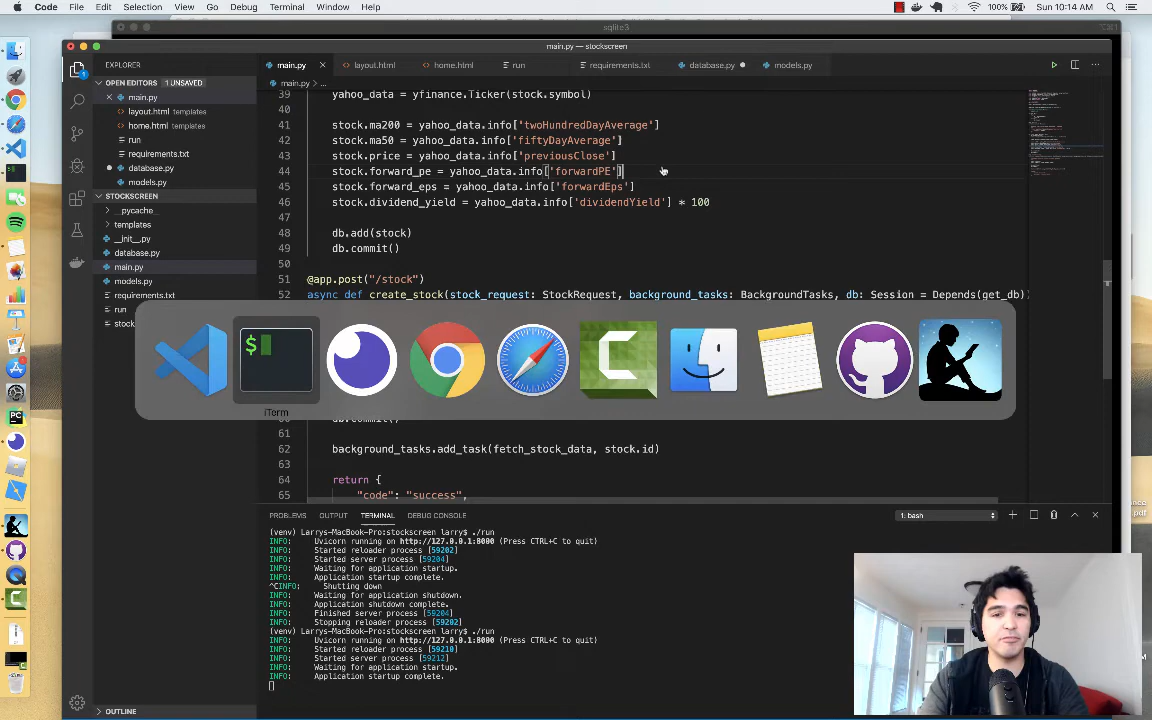 Code File Edit Selection View Go Debug Terminal Window Help 100% Sun 10:14 AM
sqlite3
main.py — stockscreen
EXPLORER
main.py layout.html home.html run requirements.txt database.py models.py
OPEN EDITORS 1 UNSAVED
main.py
layout.html templates
home.html templates
run
requirements.txt
database.py
models.py
STOCKSCREEN
__pycache__
templates
__init__.py
database.py
main.py
models.py
requirements.txt
run
stock
OUTLINE
main.py > ...
39 yahoo_data = yfinance.Ticker(stock.symbol)
40
41 stock.ma200 = yahoo_data.info['twoHundredDayAverage']
42 stock.ma50 = yahoo_data.info['fiftyDayAverage']
43 stock.price = yahoo_data.info['previousClose']
44 stock.forward_pe = yahoo_data.info['forwardPE']
45 stock.forward_eps = yahoo_data.info['forwardEps']
46 stock.dividend_yield = yahoo_data.info['dividendYield'] * 100
47
48 db.add(stock)
49 db.commit()
50
51 @app.post("/stock")
52 async def create_stock(stock_request: StockRequest, background_tasks: BackgroundTasks, db: Session = Depends(get_db))
$
iTerm
61
62 background_tasks.add_task(fetch_stock_data, stock.id)
63
64 return {
65 "code": "success",
PROBLEMS OUTPUT TERMINAL DEBUG CONSOLE 1: bash, uvicorn
(venv) Larrys-MacBook-Pro:stockscreen larry$ ./run
INFO: Uvicorn running on http://127.0.0.1:8000 (Press CTRL+C to quit)
INFO: Started reloader process [59202]
INFO: Started server process [59204]
INFO: Waiting for application startup.
INFO: Application startup complete.
^CINFO: Shutting down
INFO: Waiting for application shutdown.
INFO: Application shutdown complete.
INFO: Finished server process [59204]
INFO: Stopping reloader process [59202]
(venv) Larrys-MacBook-Pro:stockscreen larry$ ./run
INFO: Uvicorn running on http://127.0.0.1:8000 (Press CTRL+C to quit)
INFO: Started reloader process [59210]
INFO: Started server process [59212]
INFO: Waiting for application startup.
INFO: Application startup complete.